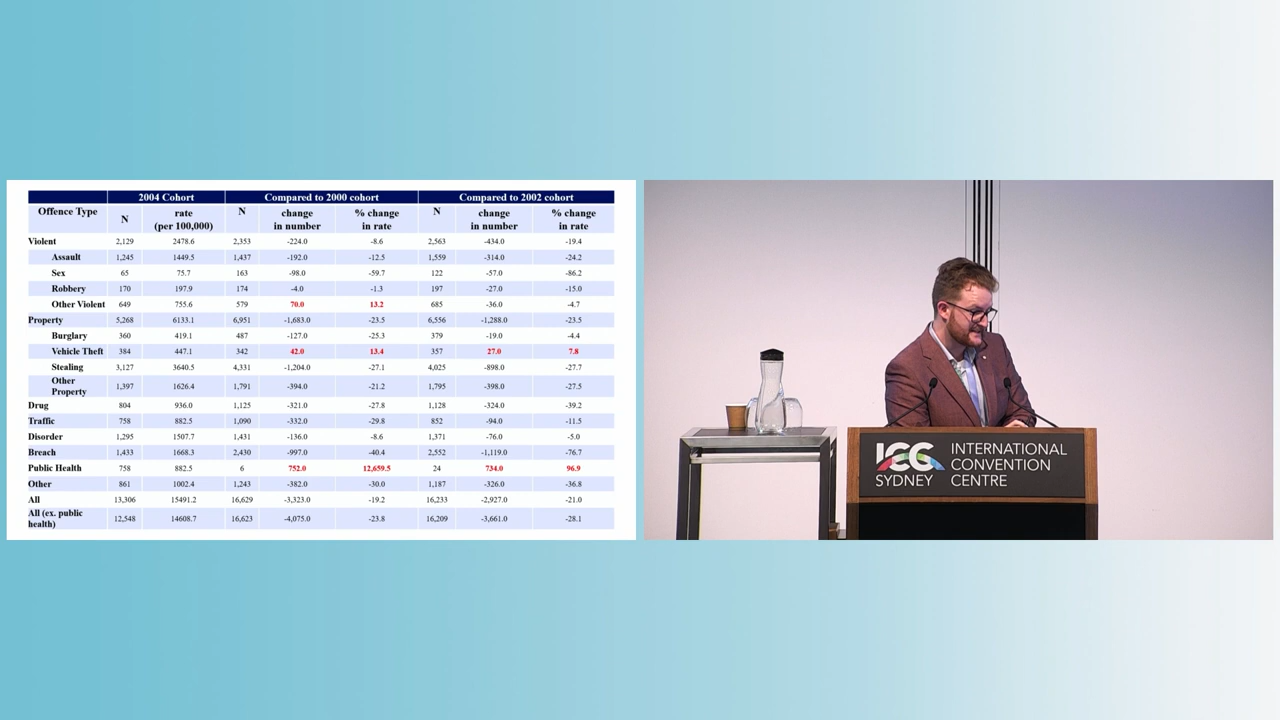 2004 Cohort Compared to 2000 cohort Compared to 2002 cohort
Offence Type N rate (per 100,000) N change in number % change in rate N change in number % change in rate
Violent 2,129 2478.6 2,353 -224.0 -8.6 2,563 -434.0 -19.4
Assault 1,245 1449.5 1,437 -192.0 -12.5 1,559 -314.0 -24.2
Sex 65 75.7 163 -98.0 -59.7 122 -57.0 -86.2
Robbery 170 197.9 174 -4.0 -1.3 197 -27.0 -15.0
Other Violent 649 755.6 579 70.0 13.2 685 -36.0 -4.7
Property 5,268 6133.1 6,951 -1,683.0 -23.5 6,556 -1,288.0 -23.5
Burglary 360 419.1 487 -127.0 -25.3 379 -19.0 -4.4
Vehicle Theft 384 447.1 342 42.0 13.4 357 27.0 7.8
Stealing 3,127 3640.5 4,331 -1,204.0 -27.1 4,025 -898.0 -27.7
Other Property 1,397 1626.4 1,791 -394.0 -21.2 1,795 -398.0 -27.5
Drug 804 936.0 1,125 -321.0 -27.8 1,128 -324.0 -39.2
Traffic 758 882.5 1,090 -332.0 -29.8 852 -94.0 -11.5
Disorder 1,295 1507.7 1,431 -136.0 -8.6 1,371 -76.0 -5.0
Breach 1,433 1668.3 2,430 -997.0 -40.4 2,552 -1,119.0 -76.7
Public Health 758 882.5 6 752.0 12,659.5 24 734.0 96.9
Other 861 1002.4 1,243 -382.0 -30.0 1,187 -326.0 -36.8
All 13,306 15491.2 16,629 -3,323.0 -19.2 16,233 -2,927.0 -21.0
All (ex. public health) 12,548 14608.7 16,623 -4,075.0 -23.8 16,209 -3,661.0 -28.1
ICC SYDNEY
INTERNATIONAL
CONVENTION
CENTRE